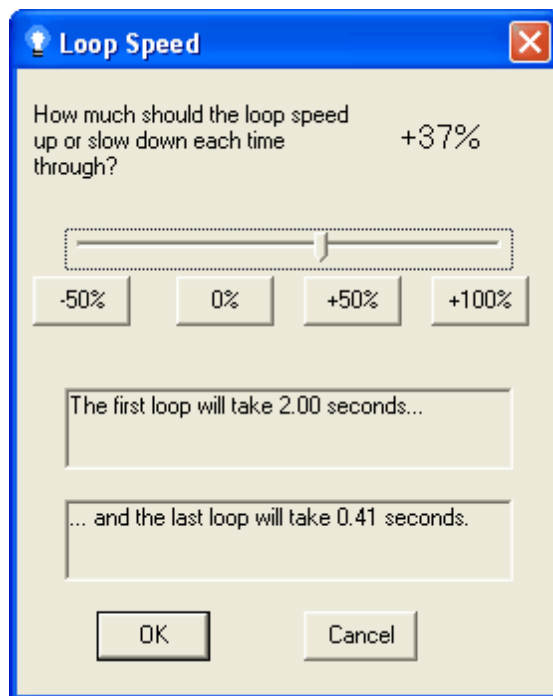 Loop Speed
How much should the loop speed
up or slow down each time
through?
+37%
-50%
0%
+50%
+100%
The first loop will take 2.00 seconds...
... and the last loop will take 0.41 seconds.
OK
Cancel